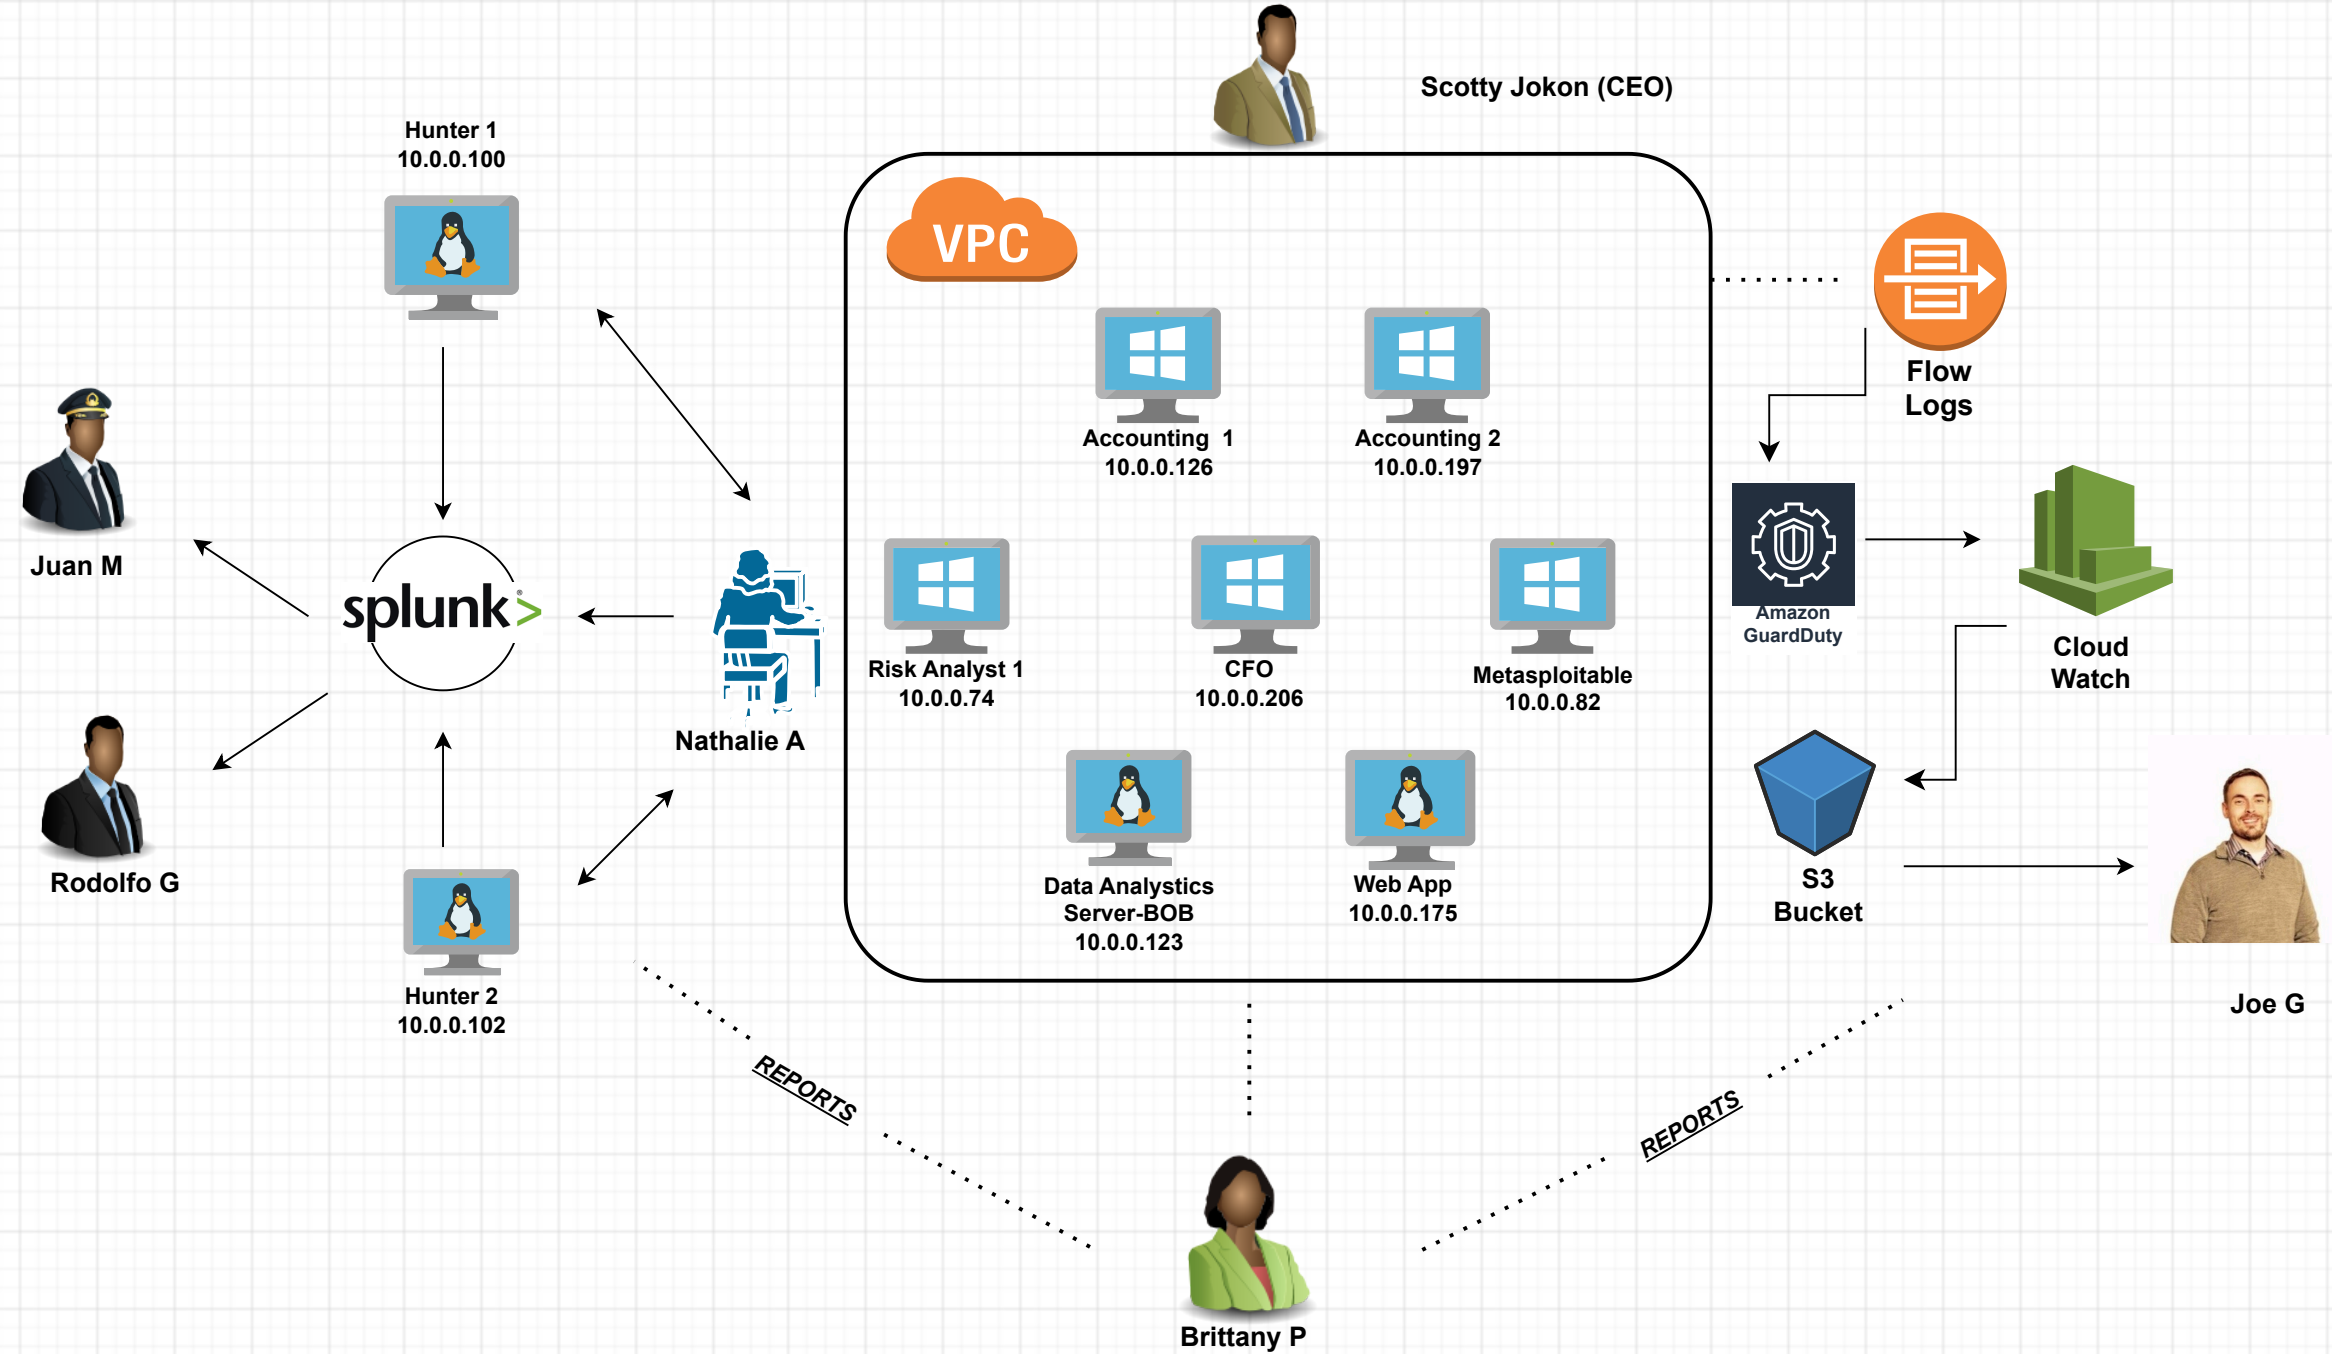 Scotty Jokon (CEO)
Hunter 1
10.0.0.100
VPC
Flow
Logs
Accounting  1
10.0.0.126
Accounting 2
10.0.0.197
Juan M
splunk>
Nathalie A
Risk Analyst 1
10.0.0.74
CFO
10.0.0.206
Metasploitable
10.0.0.82
Amazon
GuardDuty
Cloud
Watch
Rodolfo G
Hunter 2
10.0.0.102
Data Analystics
Server-BOB
10.0.0.123
Web App
10.0.0.175
S3
Bucket
Joe G
REPORTS
REPORTS
Brittany P